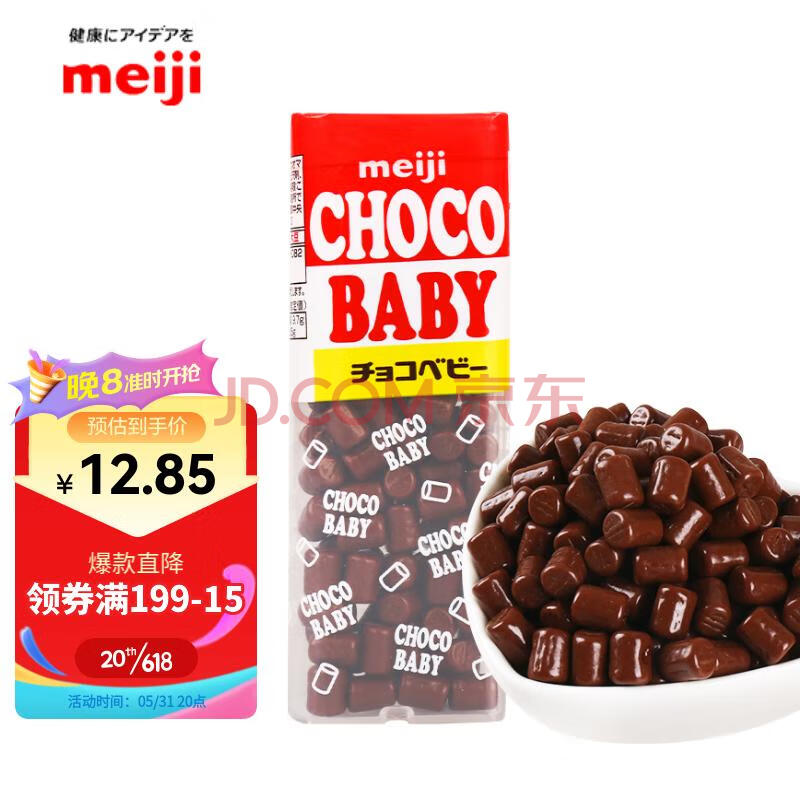 健康にアイデアを
meiji
meiji
CHOCO
BABY
チョコベビー
JD.COM 京东
CHOCO
BABY
CHOCO
BABY
CHOCO
BABY
CHOCO
BABY
CHOCO
BABY
晚8准时开抢
预估到手价
¥12.85
爆款直降
领券满199-15
20th/618
活动时间：05/31 20点